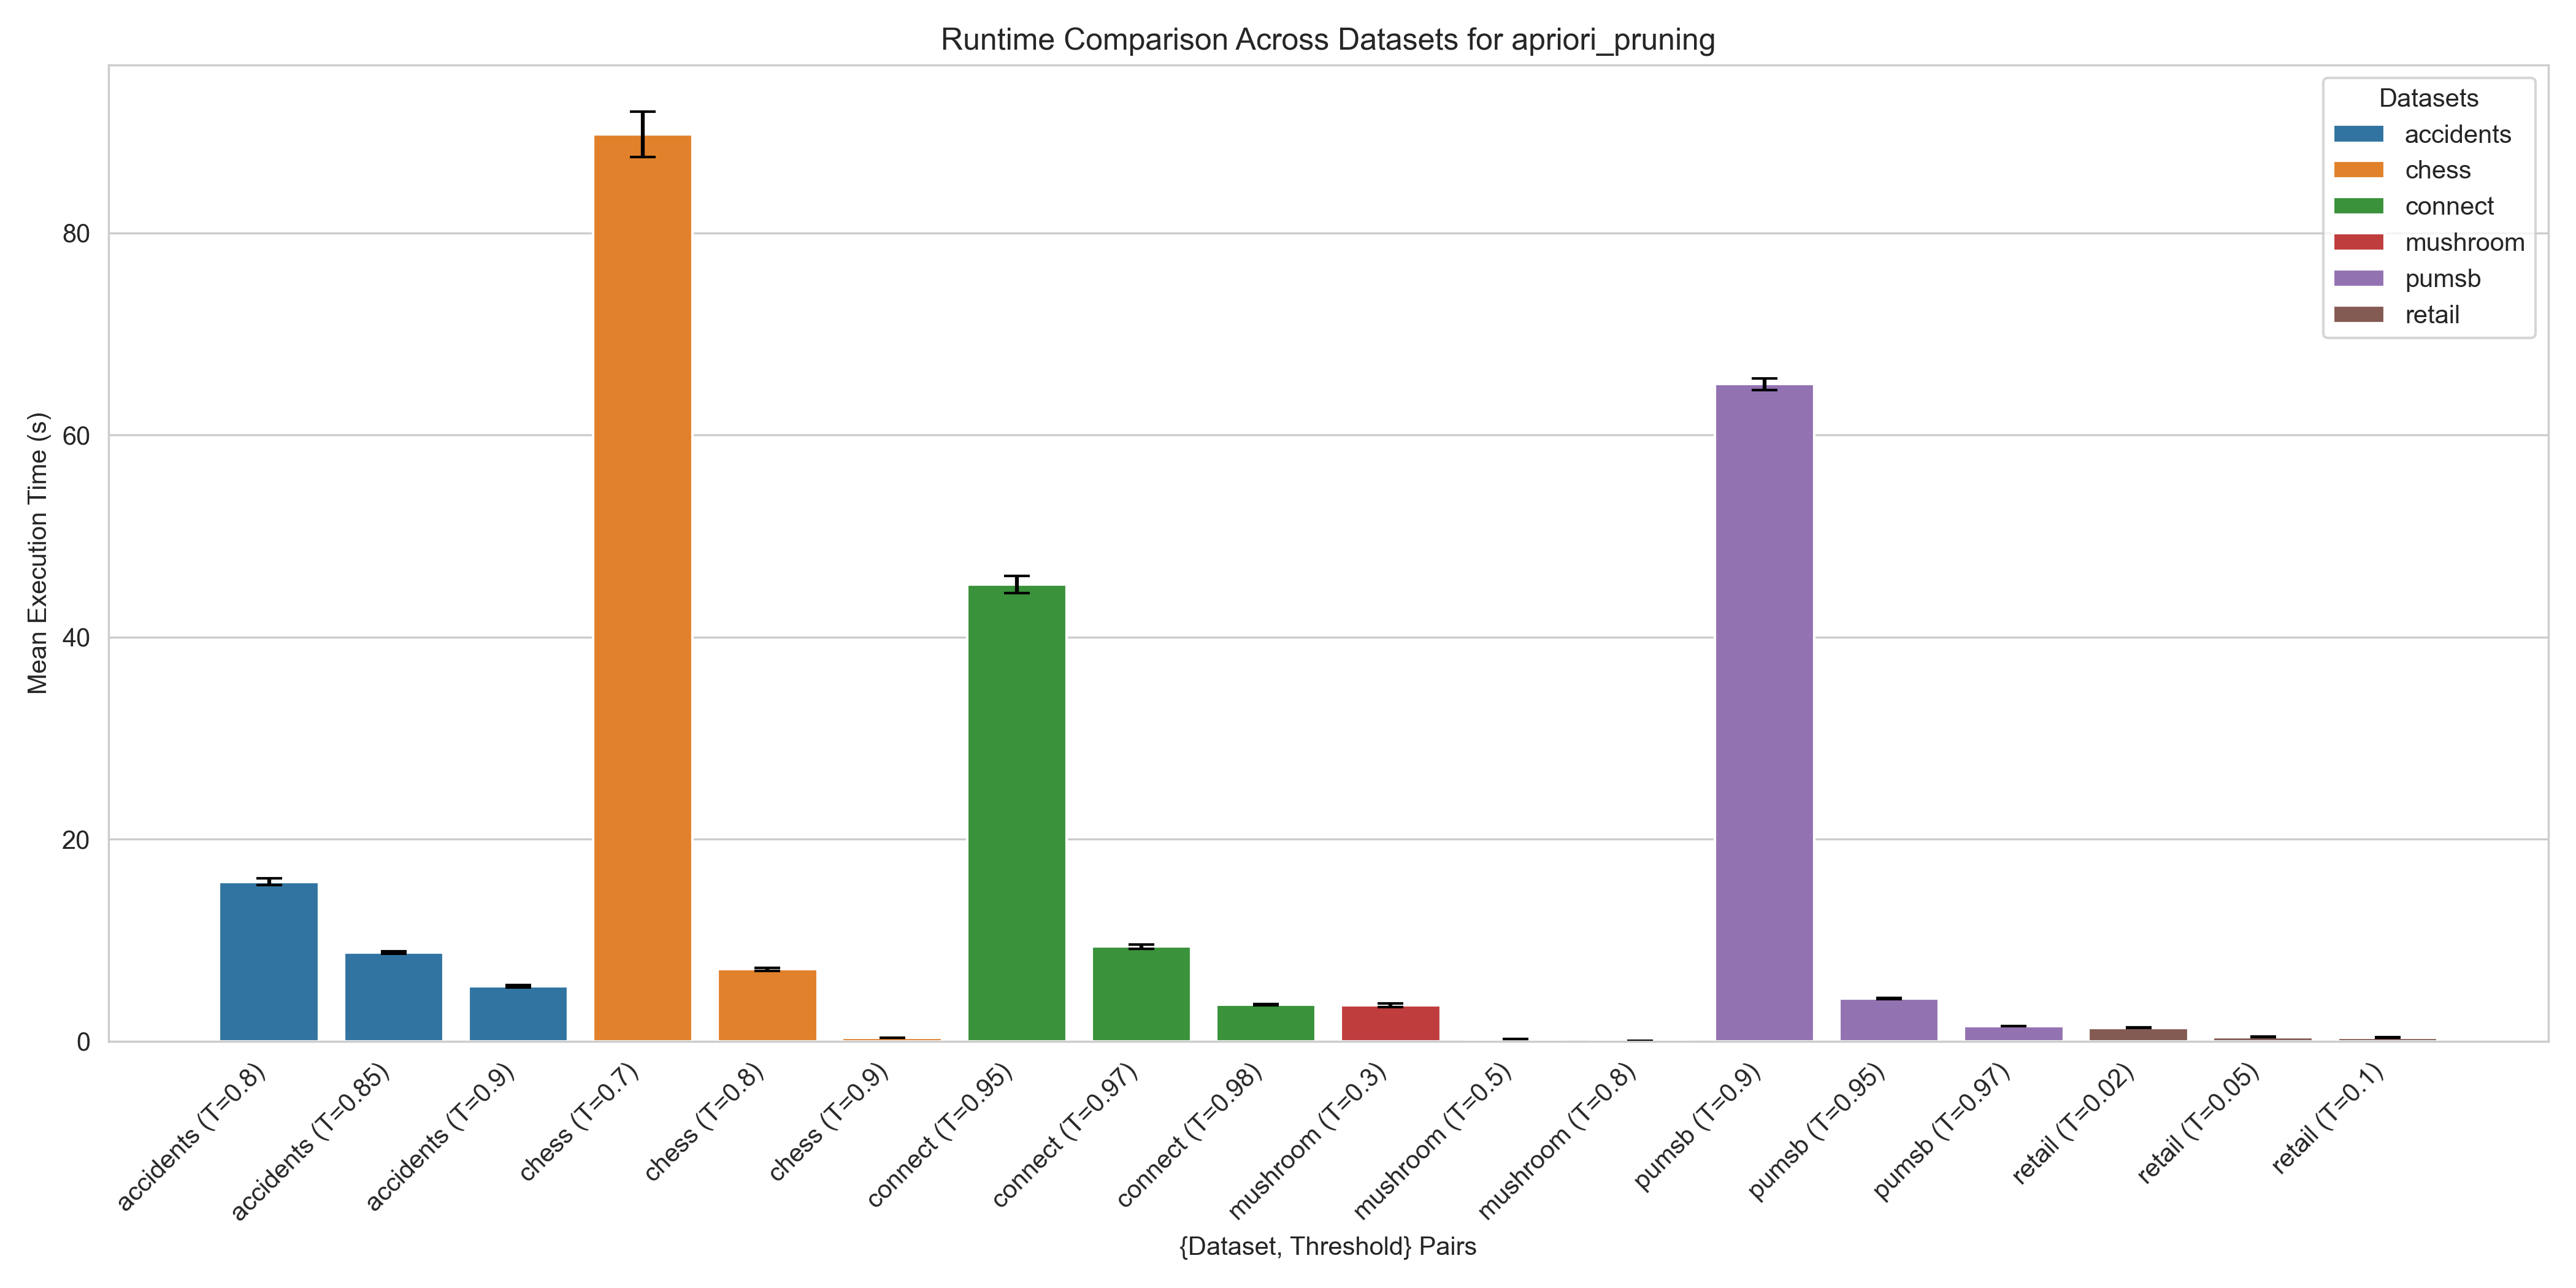 Runtime Comparison Across Datasets for apriori_pruning
Datasets
accidents
chess
connect
mushroom
pumsb
retail
Mean Execution Time (s)
80
60
40
20
0
accidents (T=0.8)
accidents (T=0.85)
accidents (T=0.9)
chess (T=0.7)
chess (T=0.8)
chess (T=0.9)
connect (T=0.95)
connect (T=0.97)
connect (T=0.98)
mushroom (T=0.3)
mushroom (T=0.5)
mushroom (T=0.8)
pumsb (T=0.9)
pumsb (T=0.95)
pumsb (T=0.97)
retail (T=0.02)
retail (T=0.05)
retail (T=0.1)
{Dataset, Threshold} Pairs